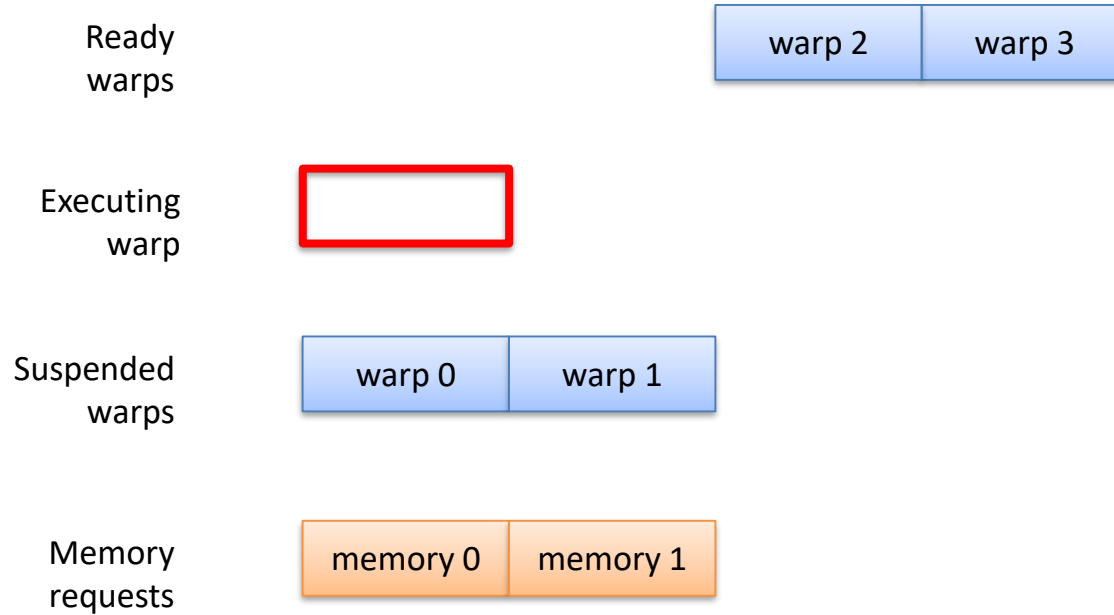 Ready
warps
warp 2
warp 3
Executing
warp
Suspended
warps
warp 0
warp 1
Memory
requests
memory 0
memory 1